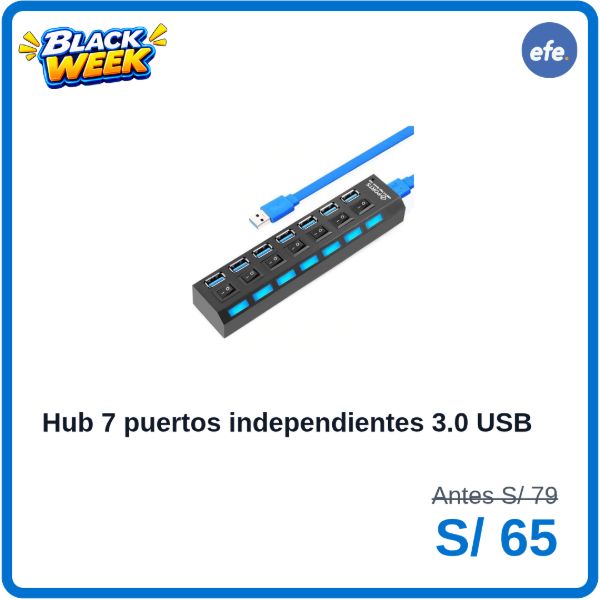 BLACK
WEEK
efe.
Hub 7 puertos independientes 3.0 USB
Antes S/ 79
S/ 65